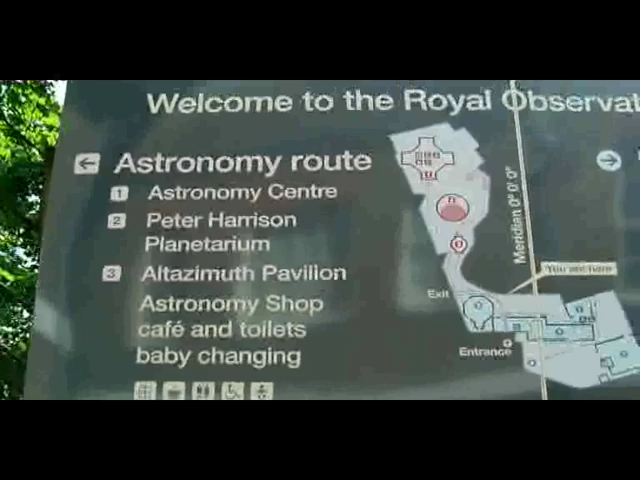 Welcome to the Royal Observat
Astronomy route
1 Astronomy Centre
2 Peter Harrison
Planetarium
3 Altazimuth Pavilion
Astronomy Shop
café and toilets
baby changing
Meridian 0° 0' 0"
You are here
Exit
Entrance